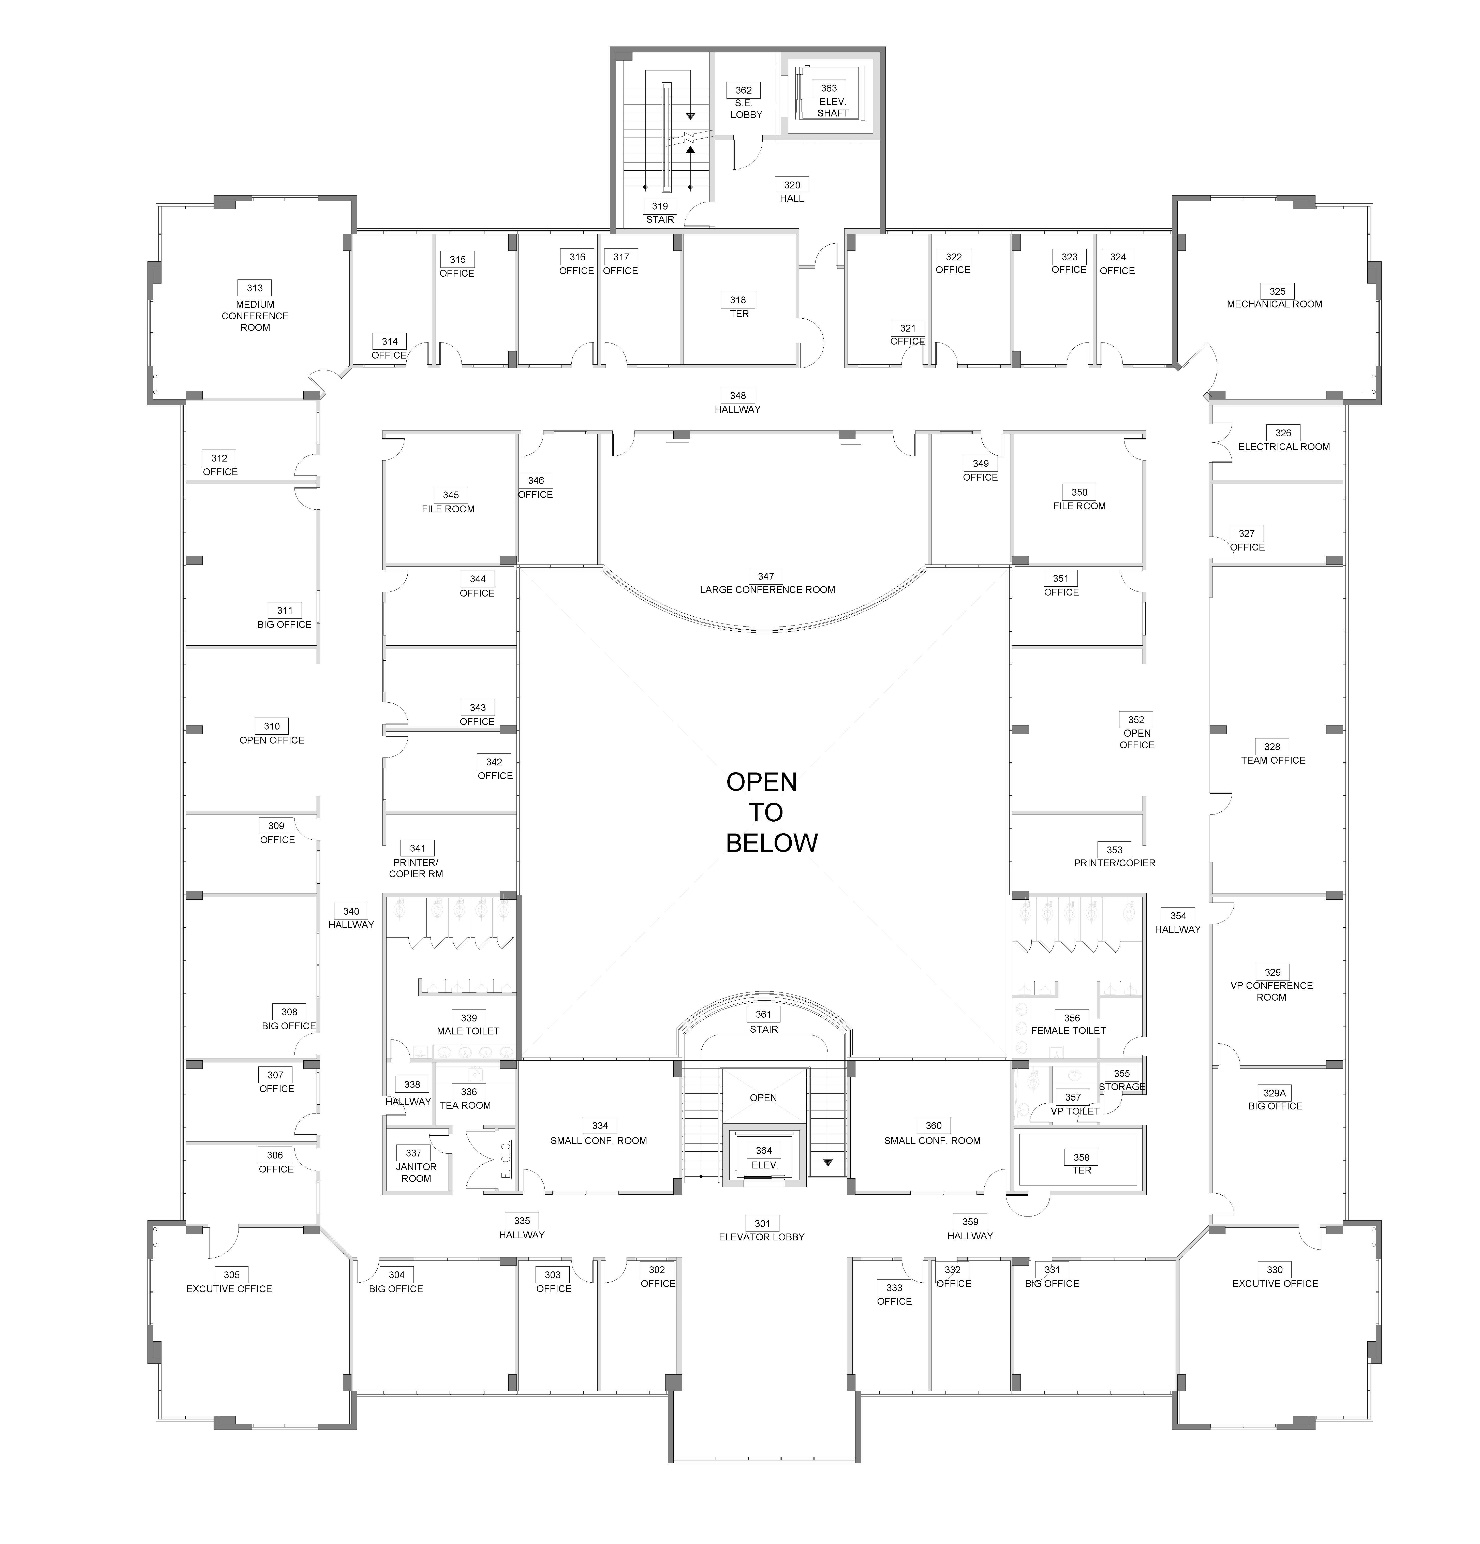 362
S.E.
LOBBY
363
ELEV.
SHAFT
320
HALL
319
STAIR
313
MEDIUM
CONFERENCE
ROOM
314
OFFICE
315
OFFICE
316
OFFICE
317
OFFICE
318
TER
321
OFFICE
322
OFFICE
323
OFFICE
324
OFFICE
325
MECHANICAL ROOM
348
HALLWAY
312
OFFICE
345
FILE ROOM
346
OFFICE
347
LARGE CONFERENCE ROOM
349
OFFICE
350
FILE ROOM
326
ELECTRICAL ROOM
327
OFFICE
311
BIG OFFICE
344
OFFICE
351
OFFICE
310
OPEN OFFICE
343
OFFICE
342
OFFICE
352
OPEN
OFFICE
328
TEAM OFFICE
OPEN
TO
BELOW
309
OFFICE
341
PRINTER/
COPIER RM
353
PRINTER/COPIER
340
HALLWAY
354
HALLWAY
308
BIG OFFICE
339
MALE TOILET
361
STAIR
356
FEMALE TOILET
329
VP CONFERENCE
ROOM
307
OFFICE
338
HALLWAY
336
TEA ROOM
OPEN
357
VP TOILET
355
STORAGE
329A
BIG OFFICE
306
OFFICE
337
JANITOR
ROOM
334
SMALL CONF. ROOM
364
ELEV.
360
SMALL CONF. ROOM
358
TER
335
HALLWAY
301
ELEVATOR LOBBY
359
HALLWAY
305
EXCUTIVE OFFICE
304
BIG OFFICE
303
OFFICE
302
OFFICE
333
OFFICE
332
OFFICE
331
BIG OFFICE
330
EXCUTIVE OFFICE